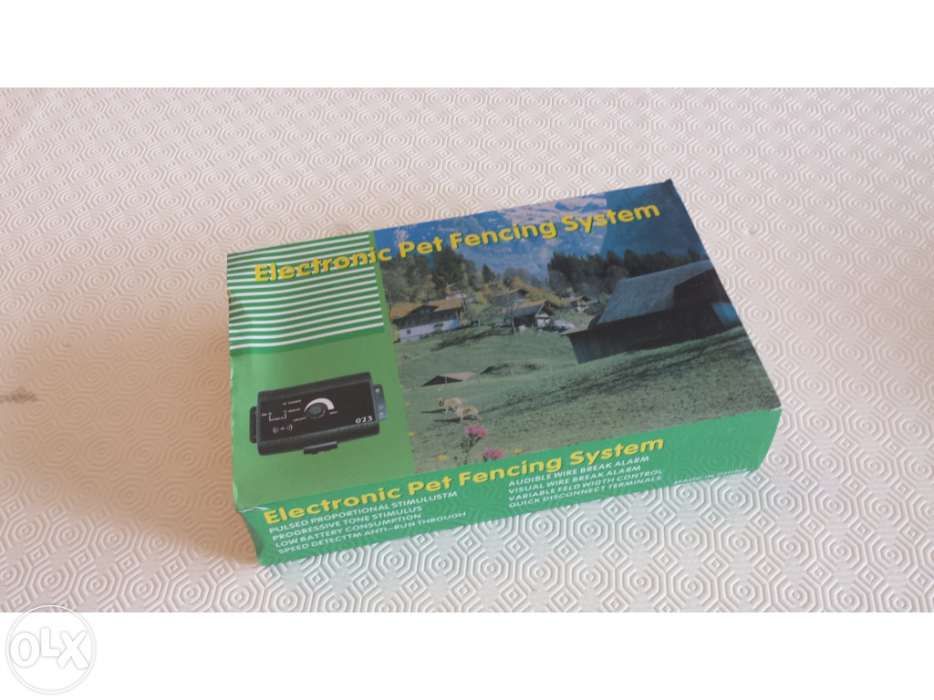 Electronic Pet Fencing System
023
Electronic Pet Fencing System
PULSED PROPORTIONAL STIMULUSTM
PROGRESSIVE TONE STIMULUS
LOW BATTERY CONSUMPTION
SPEED DETECTTM ANTI-RUN THROUGH
AUDIBLE WIRE BREAK ALARM
VISUAL WIRE BREAK ALARM
VARIABLE FELD WIDTH CONTROL
QUICK DISCONNECT TERMINALS
OLX